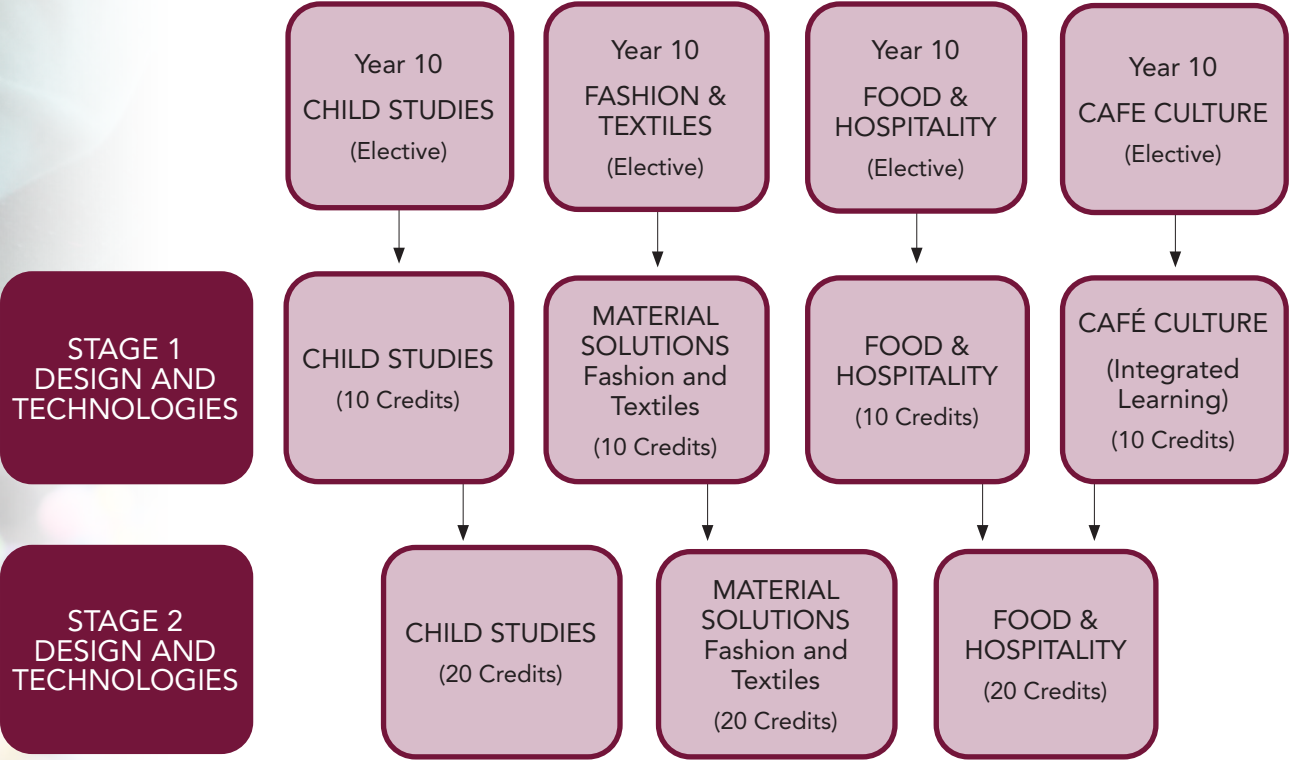 Year 10
CHILD STUDIES
(Elective)
Year 10
FASHION &
TEXTILES
(Elective)
Year 10
FOOD &
HOSPITALITY
(Elective)
Year 10
CAFE CULTURE
(Elective)
STAGE 1
DESIGN AND
TECHNOLOGIES
CHILD STUDIES
(10 Credits)
MATERIAL
SOLUTIONS
Fashion and
Textiles
(10 Credits)
FOOD &
HOSPITALITY
(10 Credits)
CAFÉ CULTURE
(Integrated
Learning)
(10 Credits)
STAGE 2
DESIGN AND
TECHNOLOGIES
CHILD STUDIES
(20 Credits)
MATERIAL
SOLUTIONS
Fashion and
Textiles
(20 Credits)
FOOD &
HOSPITALITY
(20 Credits)